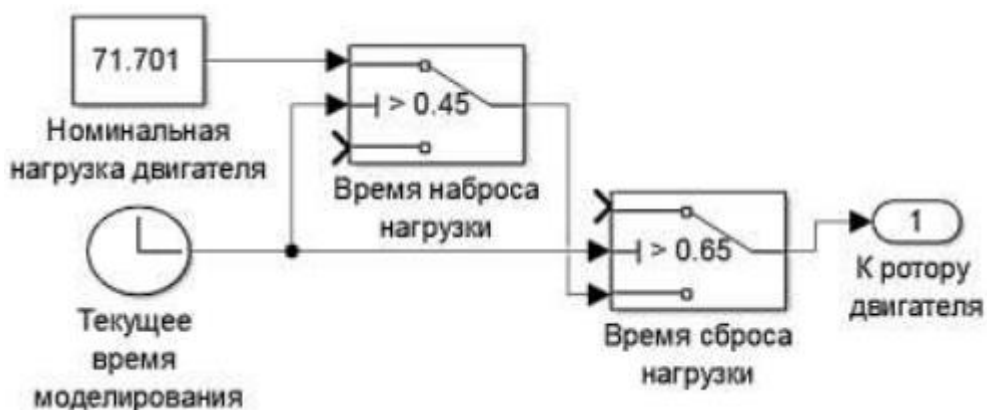 71.701
Номинальная
нагрузка двигателя
> 0.45
Время наброса
нагрузки
Текущее
время
моделирования
> 0.65
Время сброса
нагрузки
1
К ротору
двигателя